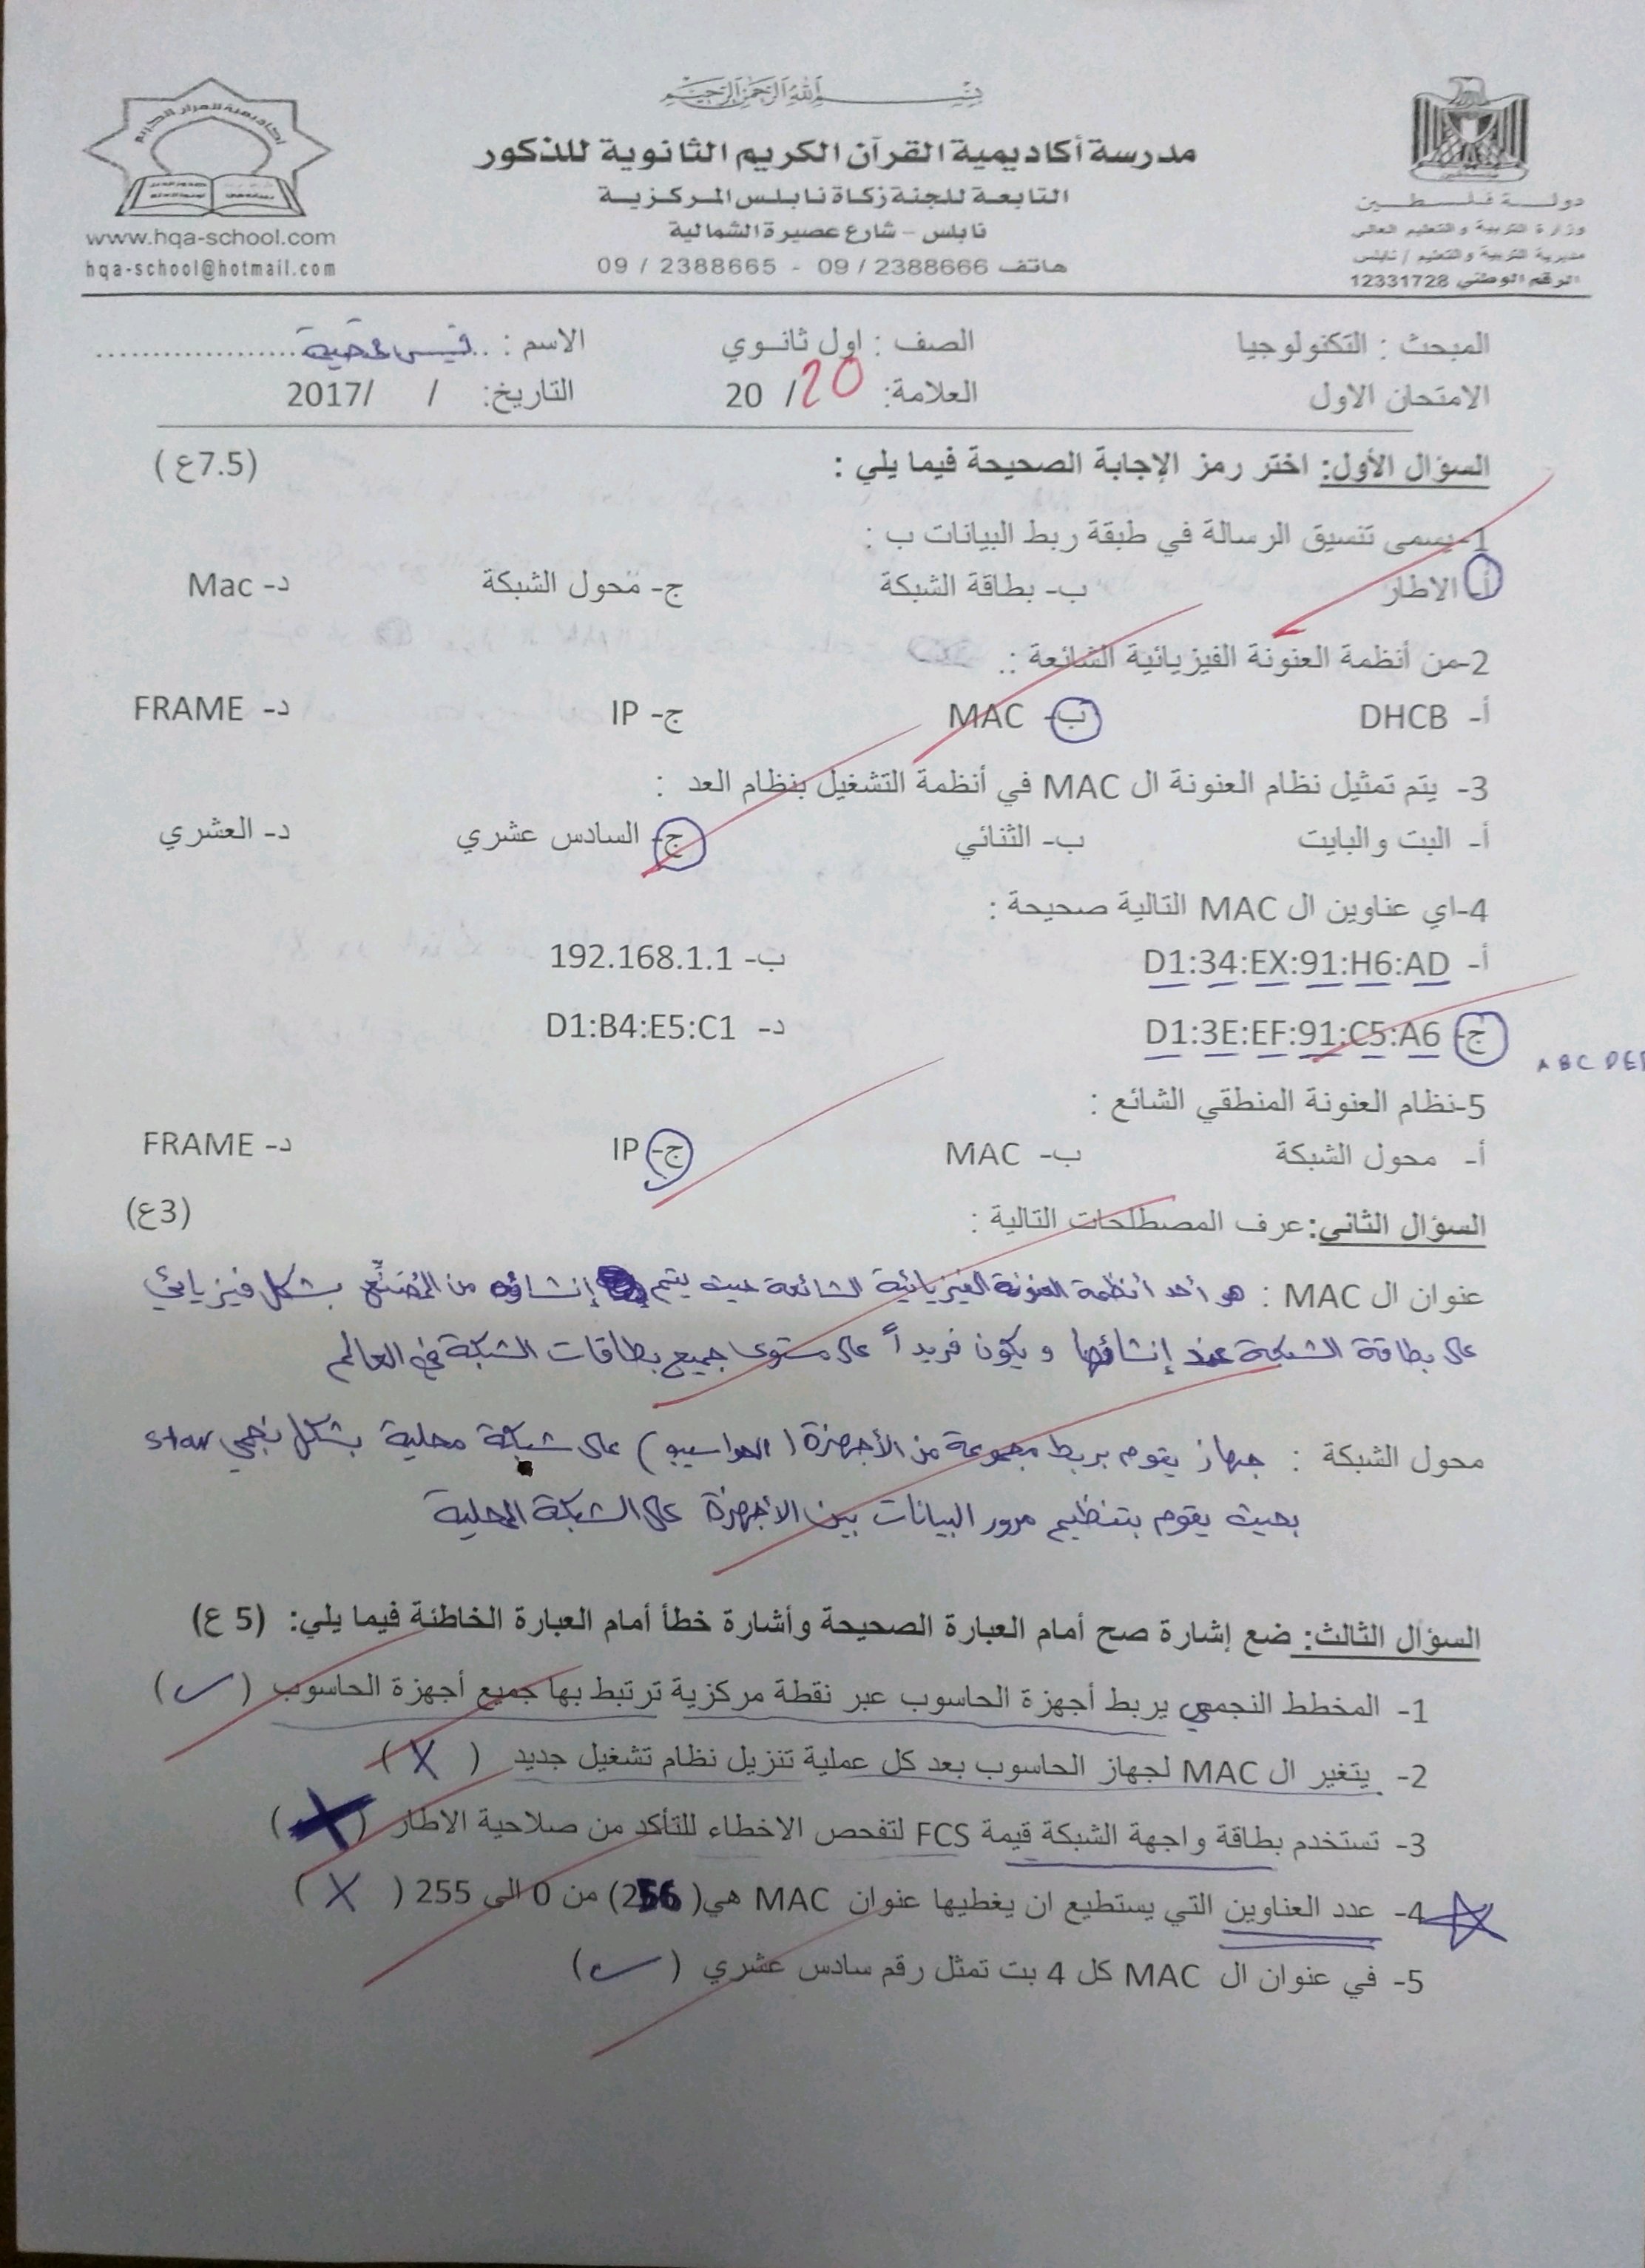 بسم الله الرحمن الرحيم
مدرسة أكاديمية القرآن الكريم الثانوية للذكور
التابعة للجنة زكاة نابلس المركزية
نابلس - شارع عصيرة الشمالية
هاتف 2388666 / 09 - 2388665 / 09
دولة فلسطين
وزارة التربية والتعليم العالي
مديرية التربية والتعليم / نابلس
الرقم الوطني 12331728
أكاديمية القرآن الكريم
www.hqa-school.com
hqa-school@hotmail.com
المبحث : التكنولوجيا الصف : اول ثانوي الاسم : قيس
الامتحان الاول العلامة: 20 / 20 التاريخ: / /2017
السؤال الأول: اختر رمز الإجابة الصحيحة فيما يلي : (7.5ع)
1-يسمى تنسيق الرسالة في طبقة ربط البيانات ب :
أ- الاطار ب- بطاقة الشبكة ج- محول الشبكة د- Mac
2-من أنظمة العنونة الفيزيائية الشائعة :.
أ- DHCB ب- MAC ج- IP د- FRAME
3- يتم تمثيل نظام العنونة ال MAC في أنظمة التشغيل بنظام العد :
أ- البت والبايت ب- الثنائي ج- السادس عشري د- العشري
4-اي عناوين ال MAC التالية صحيحة :
أ- D1:34:EX:91:H6:AD ب- 192.168.1.1
ج- D1:3E:EF:91:C5:A6 د- D1:B4:E5:C1
A B C D E F
5-نظام العنونة المنطقي الشائع :
أ- محول الشبكة ب- MAC ج- IP د- FRAME
السؤال الثاني: عرف المصطلحات التالية : (3ع)
عنوان ال MAC : هو أحد أنظمة العنونة الفيزيائية الشائعة حيث يتم إنشاؤه من المُصَنِّع بشكل فيزيائي
على بطاقة الشبكة عند إنشاؤها و يكون فريداً على مستوى جميع بطاقات الشبكة في العالم
محول الشبكة : جهاز يقوم بربط مجموعة من الأجهزة (الحواسيب) على شبكة محلية بشكل نجمي star
بحيث يقوم بتنظيم مرور البيانات بين الأجهزة على الشبكة المحلية
السؤال الثالث: ضع إشارة صح أمام العبارة الصحيحة وأشارة خطأ أمام العبارة الخاطئة فيما يلي: (5 ع)
1- المخطط النجمي يربط أجهزة الحاسوب عبر نقطة مركزية ترتبط بها جميع أجهزة الحاسوب (✓)
2- يتغير ال MAC لجهاز الحاسوب بعد كل عملية تنزيل نظام تشغيل جديد (X)
3- تستخدم بطاقة واجهة الشبكة قيمة FCS لتفحص الاخطاء للتأكد من صلاحية الاطار (X)
4- عدد العناوين التي يستطيع ان يغطيها عنوان MAC هي(256) من 0 الى 255 (X)
5- في عنوان ال MAC كل 4 بت تمثل رقم سادس عشري (✓)